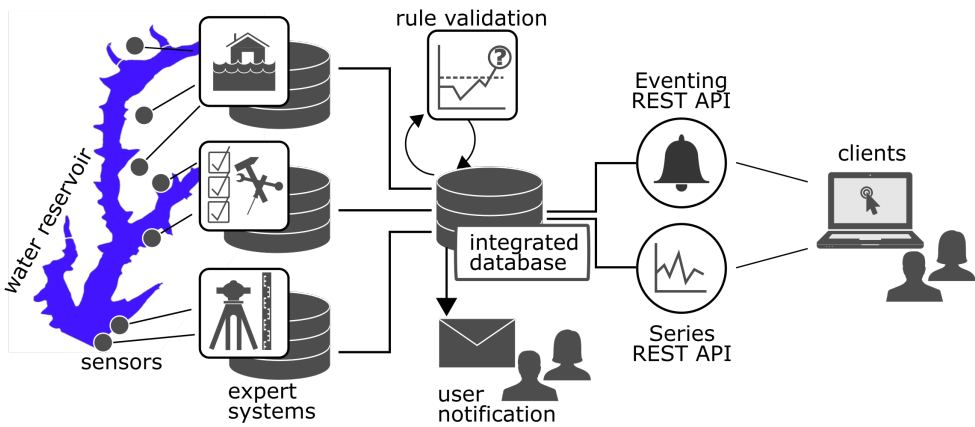 rule validation
?
Eventing
REST API
clients
water reservoir
integrated
database
sensors
expert
systems
user
notification
Series
REST API